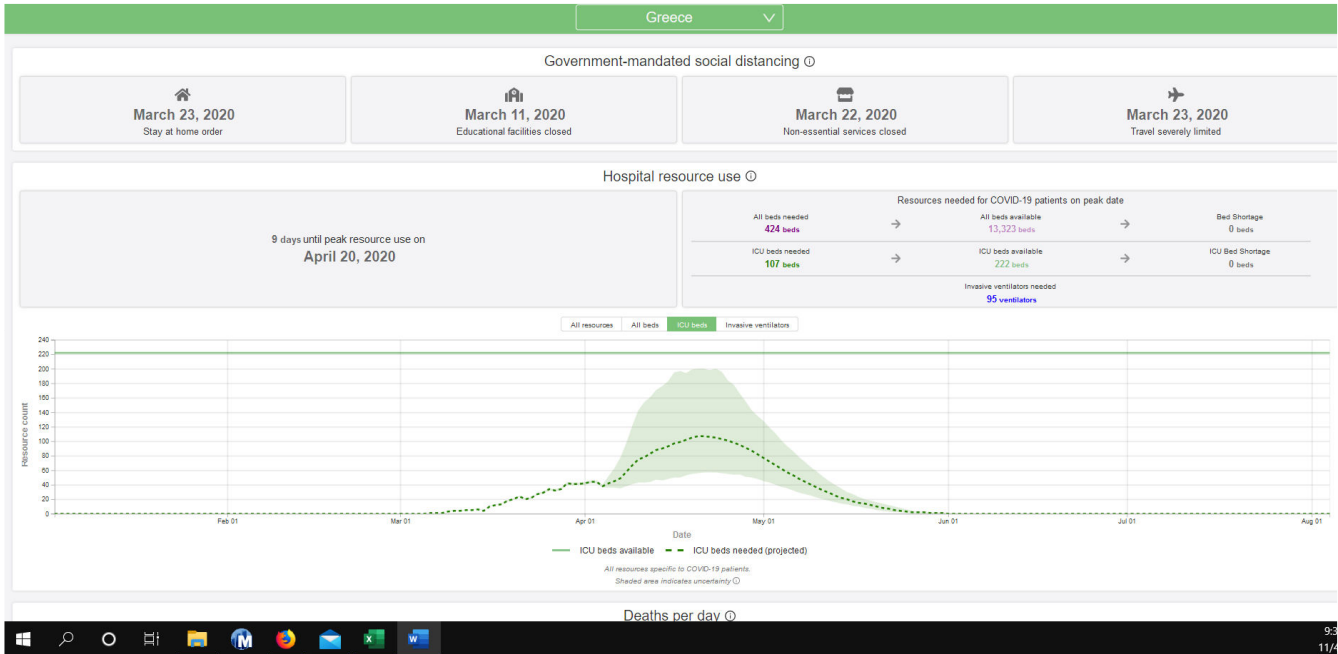 Greece
Government-mandated social distancing
March 23, 2020
Stay at home order
March 11, 2020
Educational facilities closed
March 22, 2020
Non-essential services closed
March 23, 2020
Travel severely limited
Hospital resource use
9 days until peak resource use on
April 20, 2020
Resources needed for COVID-19 patients on peak date
All beds needed
424 beds
All beds available
13,323 beds
Bed Shortage
0 beds
ICU beds needed
107 beds
ICU beds available
222 beds
ICU Bed Shortage
0 beds
Invasive ventilators needed
95 ventilators
All resources All beds ICU beds Invasive ventilators
Resource count
240
220
200
180
160
140
120
100
80
60
40
20
0
Feb 01 Mar 01 Apr 01 May 01 Jun 01 Jul 01 Aug 01
Date
ICU beds available ICU beds needed (projected)
All resources specific to COVID-19 patients.
Shaded area indicates uncertainty
Deaths per day
9:3
11/4